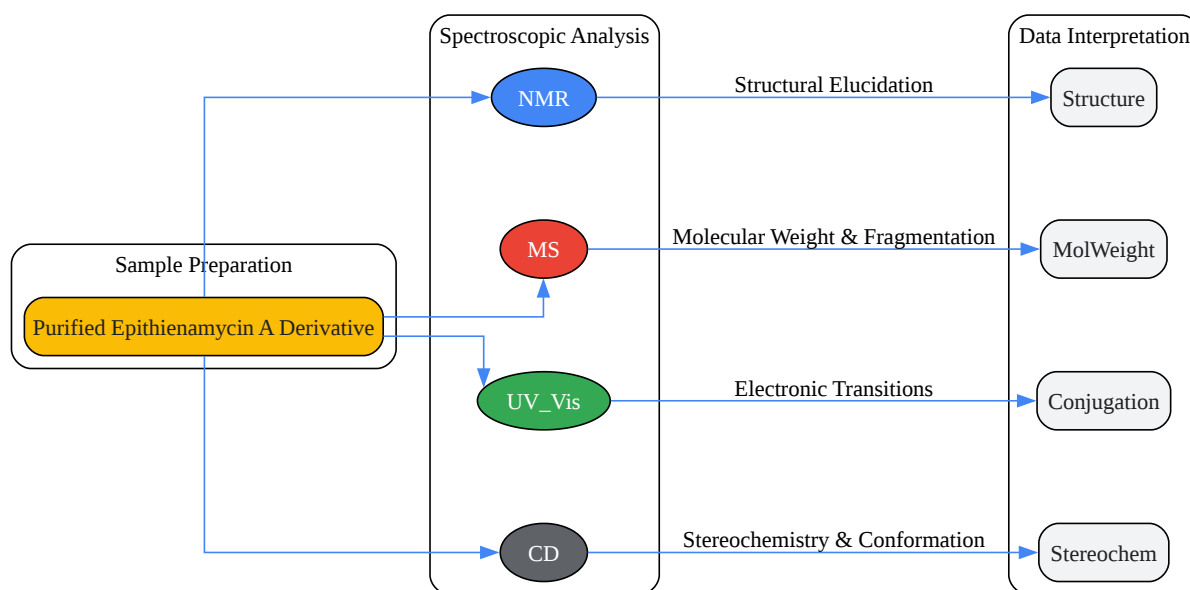 Spectroscopic Analysis
Data Interpretation
NMR
Structural Elucidation
Structure
MS
Molecular Weight & Fragmentation
MolWeight
Sample Preparation
Purified Epithienamycin A Derivative
UV_Vis
Electronic Transitions
Conjugation
CD
Stereochemistry & Conformation
Stereochem